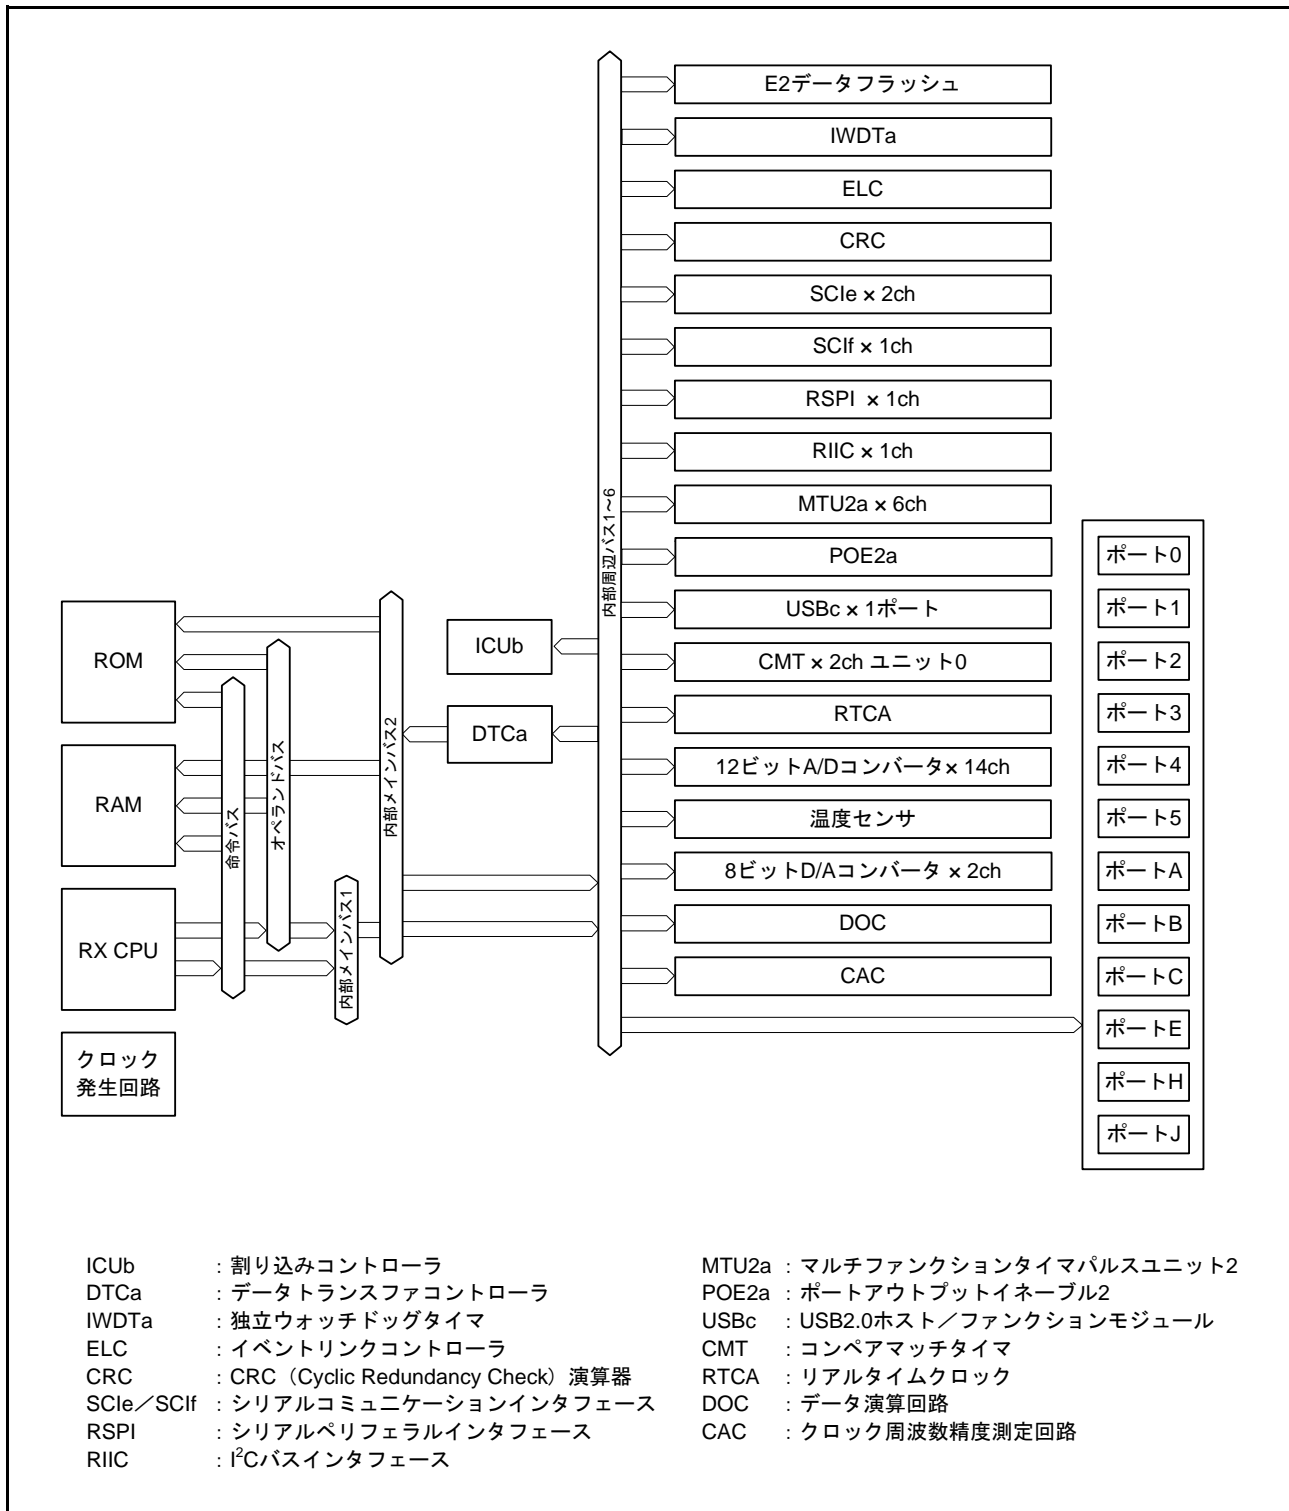 E2データフラッシュ
IWDTa
ELC
CRC
SCIe × 2ch
SCIf × 1ch
RSPI × 1ch
RIIC × 1ch
MTU2a × 6ch
POE2a
USBc × 1ポート
CMT × 2ch ユニット0
RTCA
12ビットA/Dコンバータ× 14ch
温度センサ
8ビットD/Aコンバータ × 2ch
DOC
CAC
ポート0
ポート1
ポート2
ポート3
ポート4
ポート5
ポートA
ポートB
ポートC
ポートE
ポートH
ポートJ
内部周辺バス1～6
ICUb
DTCa
内部メインバス2
内部メインバス1
オペランドバス
命令バス
ROM
RAM
RX CPU
クロック
発生回路
ICUb : 割り込みコントローラ
DTCa : データトランスファコントローラ
IWDTa : 独立ウォッチドッグタイマ
ELC : イベントリンクコントローラ
CRC : CRC（Cyclic Redundancy Check）演算器
SCIe／SCIf : シリアルコミュニケーションインタフェース
RSPI : シリアルペリフェラルインタフェース
RIIC : I²Cバスインタフェース
MTU2a : マルチファンクションタイマパルスユニット2
POE2a : ポートアウトプットイネーブル2
USBc : USB2.0ホスト／ファンクションモジュール
CMT : コンペアマッチタイマ
RTCA : リアルタイムクロック
DOC : データ演算回路
CAC : クロック周波数精度測定回路